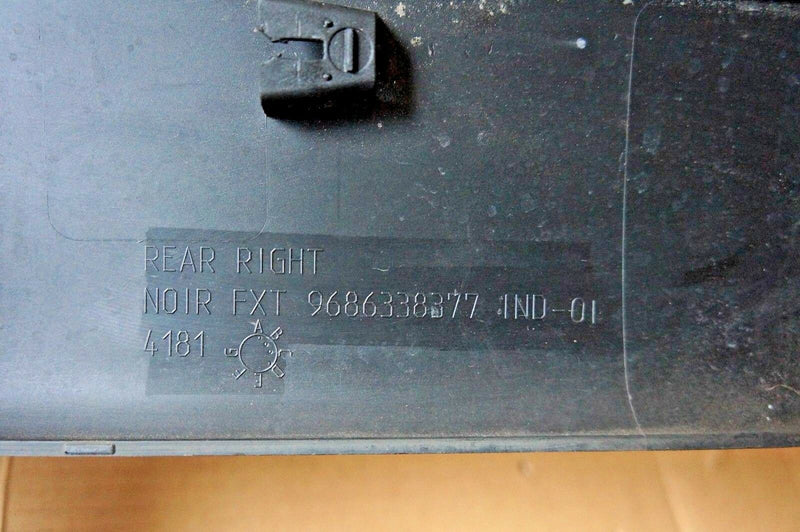 REAR RIGHT
NOIR FXT 9686338377 IND-01
4181
A B C D E F G